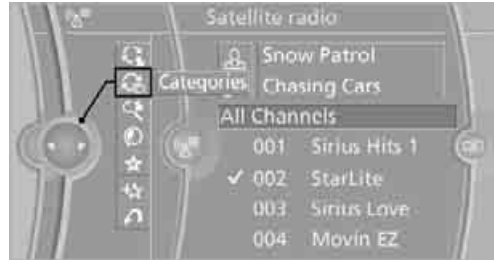 Satellite radio
Snow Patrol
Categories
Chasing Cars
All Channels
001 Sirius Hits 1
002 StarLite
003 Sirius Love
004 Movin EZ